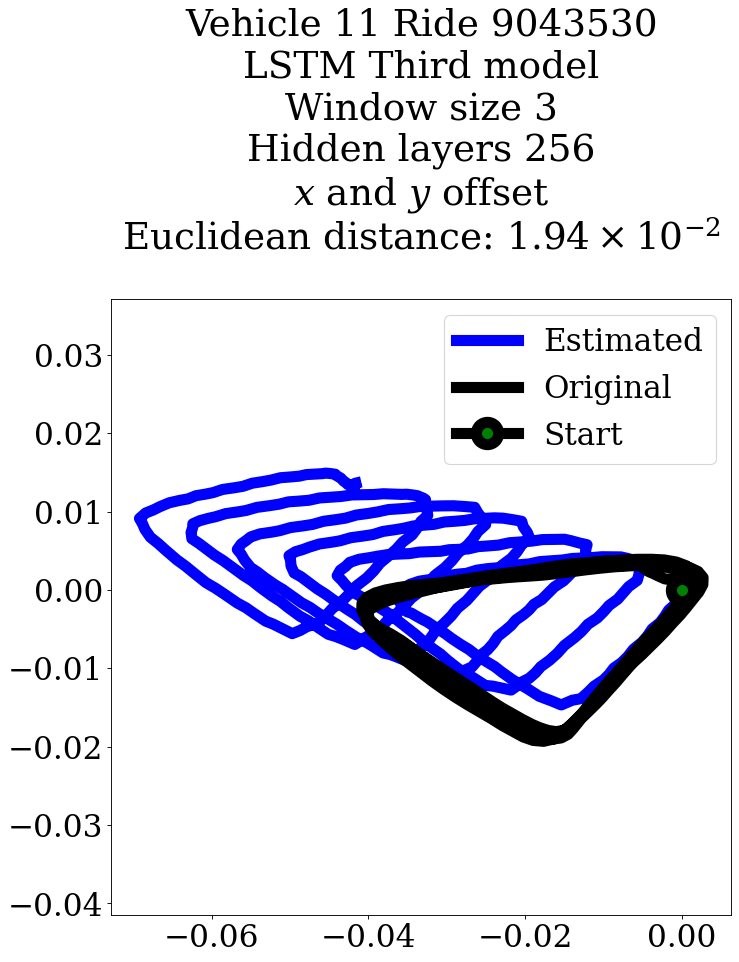 Vehicle 11 Ride 9043530
LSTM Third model
Window size 3
Hidden layers 256
x and y offset
Euclidean distance: 1.94 × 10⁻²
Estimated
Original
Start
0.03
0.02
0.01
0.00
−0.01
−0.02
−0.03
−0.04
−0.06 −0.04 −0.02 0.00